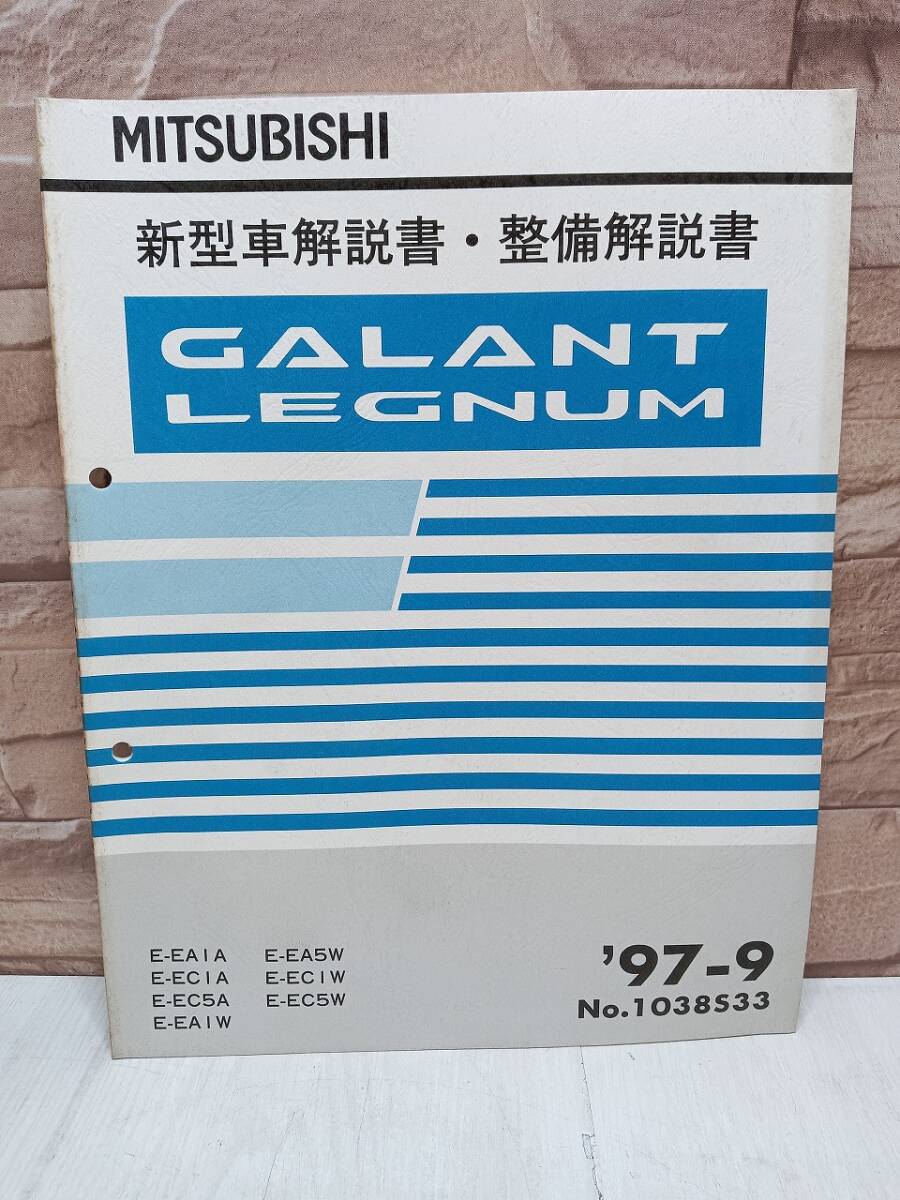 MITSUBISHI
新型車解説書・整備解説書
GALANT
LEGNUM
E-EA1A E-EA5W
E-EC1A E-EC1W
E-EC5A E-EC5W
E-EA1W
'97-9
No.1038S33